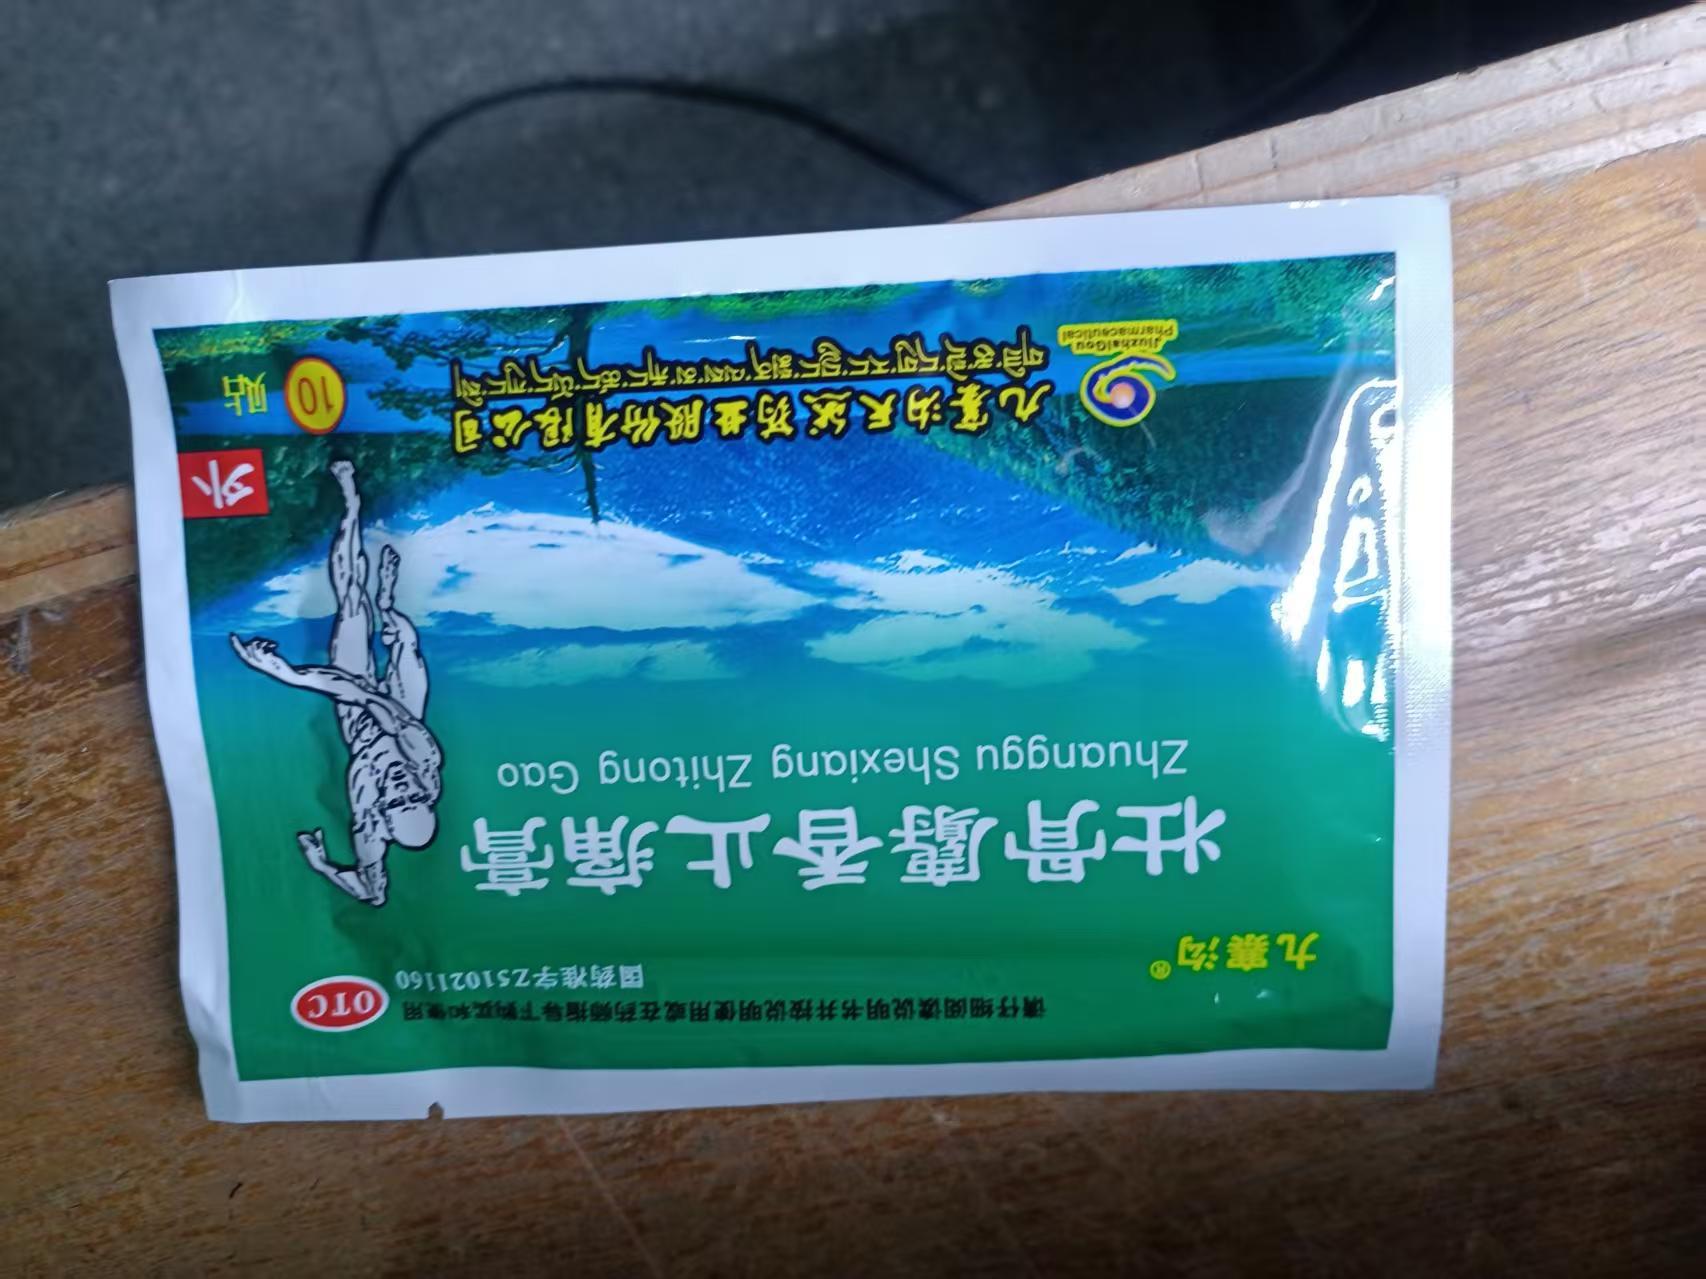 请仔细阅读说明书并按说明使用或在药师指导下购买和使用
OTC
国药准字Z51021160
九寨沟®
壮骨麝香止痛膏
Zhuanggu Shexiang Zhitong Gao
外
JiuzhaiGou
Pharmaceutical
九寨沟天然药业股份有限公司
10 贴